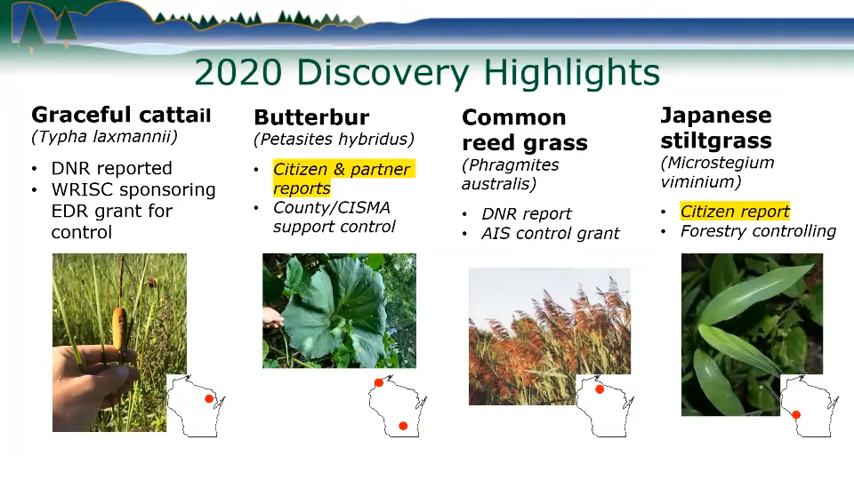 2020 Discovery Highlights
Graceful cattail
(Typha laxmannii)
• DNR reported
• WRISC sponsoring
EDR grant for
control
Butterbur
(Petasites hybridus)
• Citizen & partner
reports
• County/CISMA
support control
Common
reed grass
(Phragmites
australis)
• DNR report
• AIS control grant
Japanese
stiltgrass
(Microstegium
viminium)
• Citizen report
• Forestry controlling